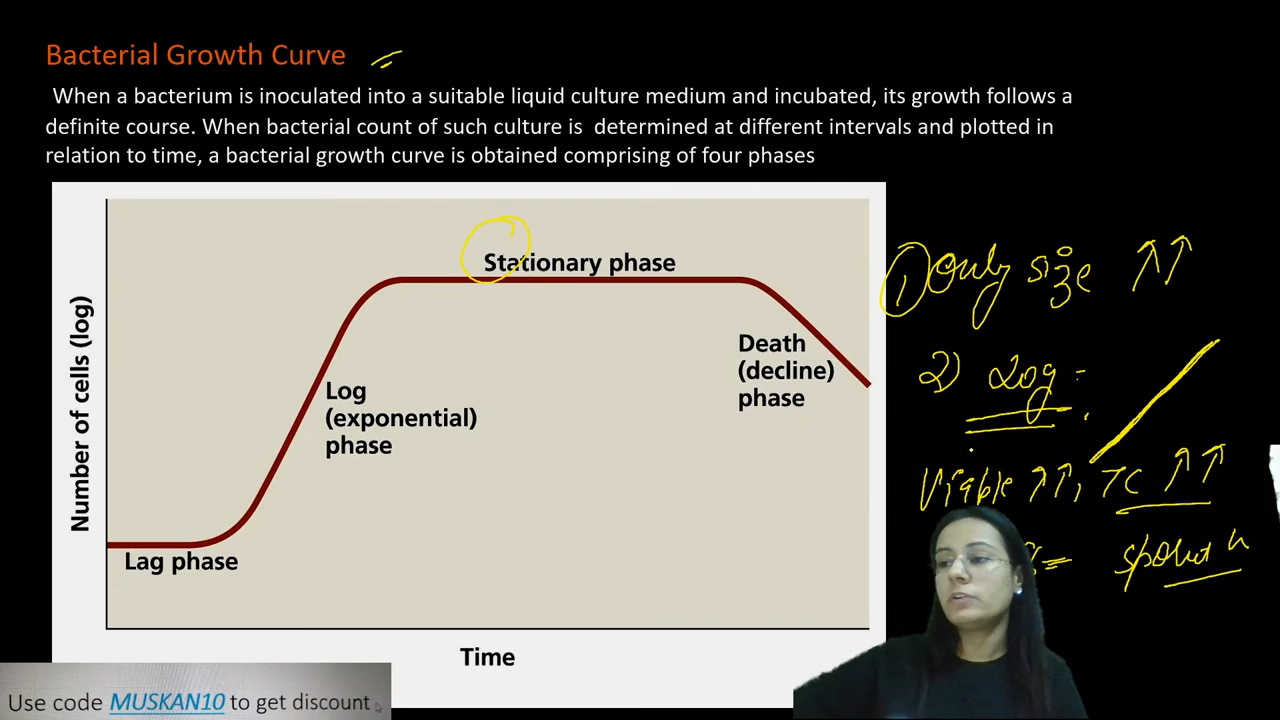 Bacterial Growth Curve
When a bacterium is inoculated into a suitable liquid culture medium and incubated, its growth follows a
definite course. When bacterial count of such culture is determined at different intervals and plotted in
relation to time, a bacterial growth curve is obtained comprising of four phases
Stationary phase
Death
(decline)
phase
Log
(exponential)
phase
Number of cells (log)
Lag phase
Time
1) Only size ↑↑
2) Log =
Viable ↑↑, TC ↑↑
Use code MUSKAN10 to get discount